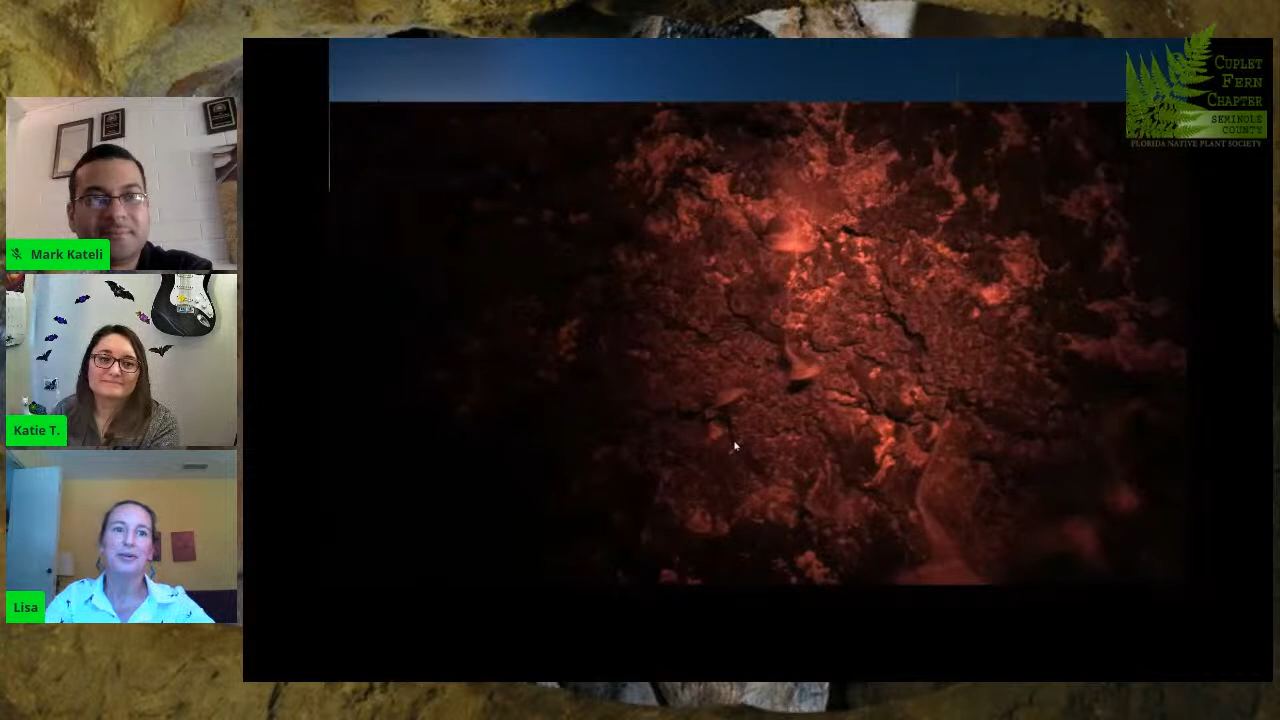 CUPLET
FERN
CHAPTER
SEMINOLE
COUNTY
FLORIDA NATIVE PLANT SOCIETY
Mark Kateli
Katie T.
Lisa